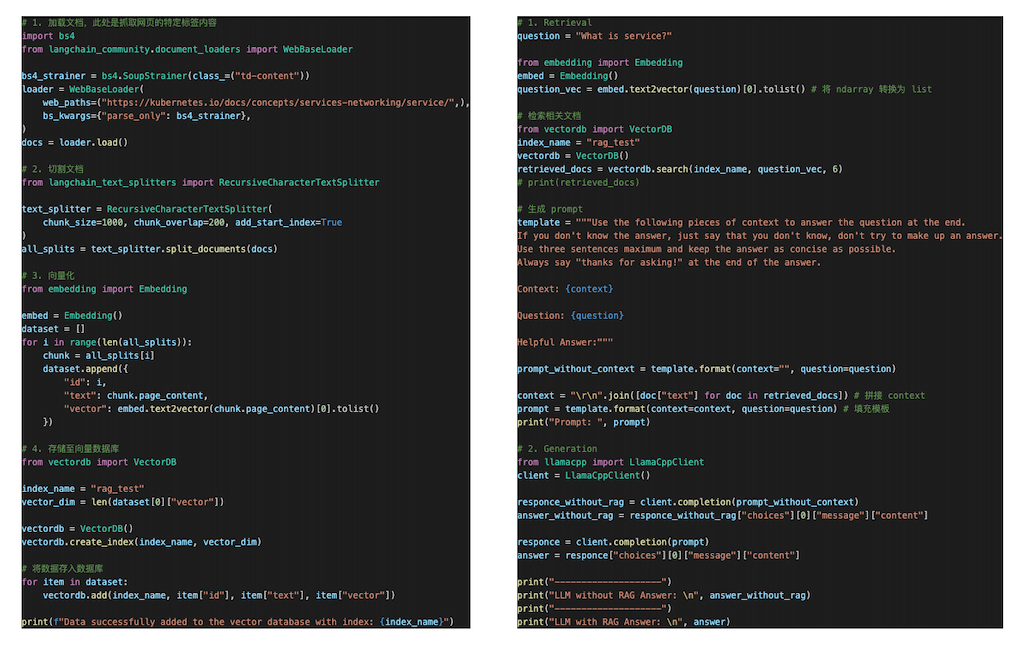 # 1. 加载文档，此处是抓取网页的特定标签内容
import bs4
from langchain_community.document_loaders import WebBaseLoader
bs4_strainer = bs4.SoupStrainer(class_=("td-content"))
loader = WebBaseLoader(
    web_paths=("https://kubernetes.io/docs/concepts/services-networking/service/",),
    bs_kwargs={"parse_only": bs4_strainer},
)
docs = loader.load()
# 2. 切割文档
from langchain_text_splitters import RecursiveCharacterTextSplitter
text_splitter = RecursiveCharacterTextSplitter(
    chunk_size=1000, chunk_overlap=200, add_start_index=True
)
all_splits = text_splitter.split_documents(docs)
# 3. 向量化
from embedding import Embedding
embed = Embedding()
dataset = []
for i in range(len(all_splits)):
    chunk = all_splits[i]
    dataset.append({
        "id": i,
        "text": chunk.page_content,
        "vector": embed.text2vector(chunk.page_content)[0].tolist()
    })
# 4. 存储至向量数据库
from vectordb import VectorDB
index_name = "rag_test"
vector_dim = len(dataset[0]["vector"])
vectordb = VectorDB()
vectordb.create_index(index_name, vector_dim)
# 将数据存入数据库
for item in dataset:
    vectordb.add(index_name, item["id"], item["text"], item["vector"])
print(f"Data successfully added to the vector database with index: {index_name}")
# 1. Retrieval
question = "What is service?"
from embedding import Embedding
embed = Embedding()
question_vec = embed.text2vector(question)[0].tolist() # 将 ndarray 转换为 list
# 检索相关文档
from vectordb import VectorDB
index_name = "rag_test"
vectordb = VectorDB()
retrieved_docs = vectordb.search(index_name, question_vec, 6)
# print(retrieved_docs)
# 生成 prompt
template = """Use the following pieces of context to answer the question at the end.
If you don't know the answer, just say that you don't know, don't try to make up an answer.
Use three sentences maximum and keep the answer as concise as possible.
Always say "thanks for asking!" at the end of the answer.
Context: {context}
Question: {question}
Helpful Answer:"""
prompt_without_context = template.format(context="", question=question)
context = "\r\n".join([doc["text"] for doc in retrieved_docs]) # 拼接 context
prompt = template.format(context=context, question=question) # 填充模板
print("Prompt: ", prompt)
# 2. Generation
from llamacpp import LlamaCppClient
client = LlamaCppClient()
responce_without_rag = client.completion(prompt_without_context)
answer_without_rag = responce_without_rag["choices"][0]["message"]["content"]
responce = client.completion(prompt)
answer = responce["choices"][0]["message"]["content"]
print("--------------------")
print("LLM without RAG Answer: \n", answer_without_rag)
print("--------------------")
print("LLM with RAG Answer: \n", answer)